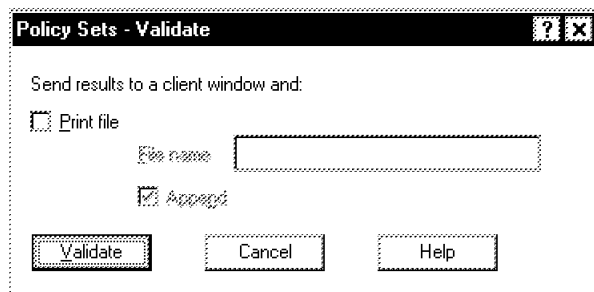 Policy Sets - Validate
Send results to a client window and:
Print file
File name
Append
Validate Cancel Help